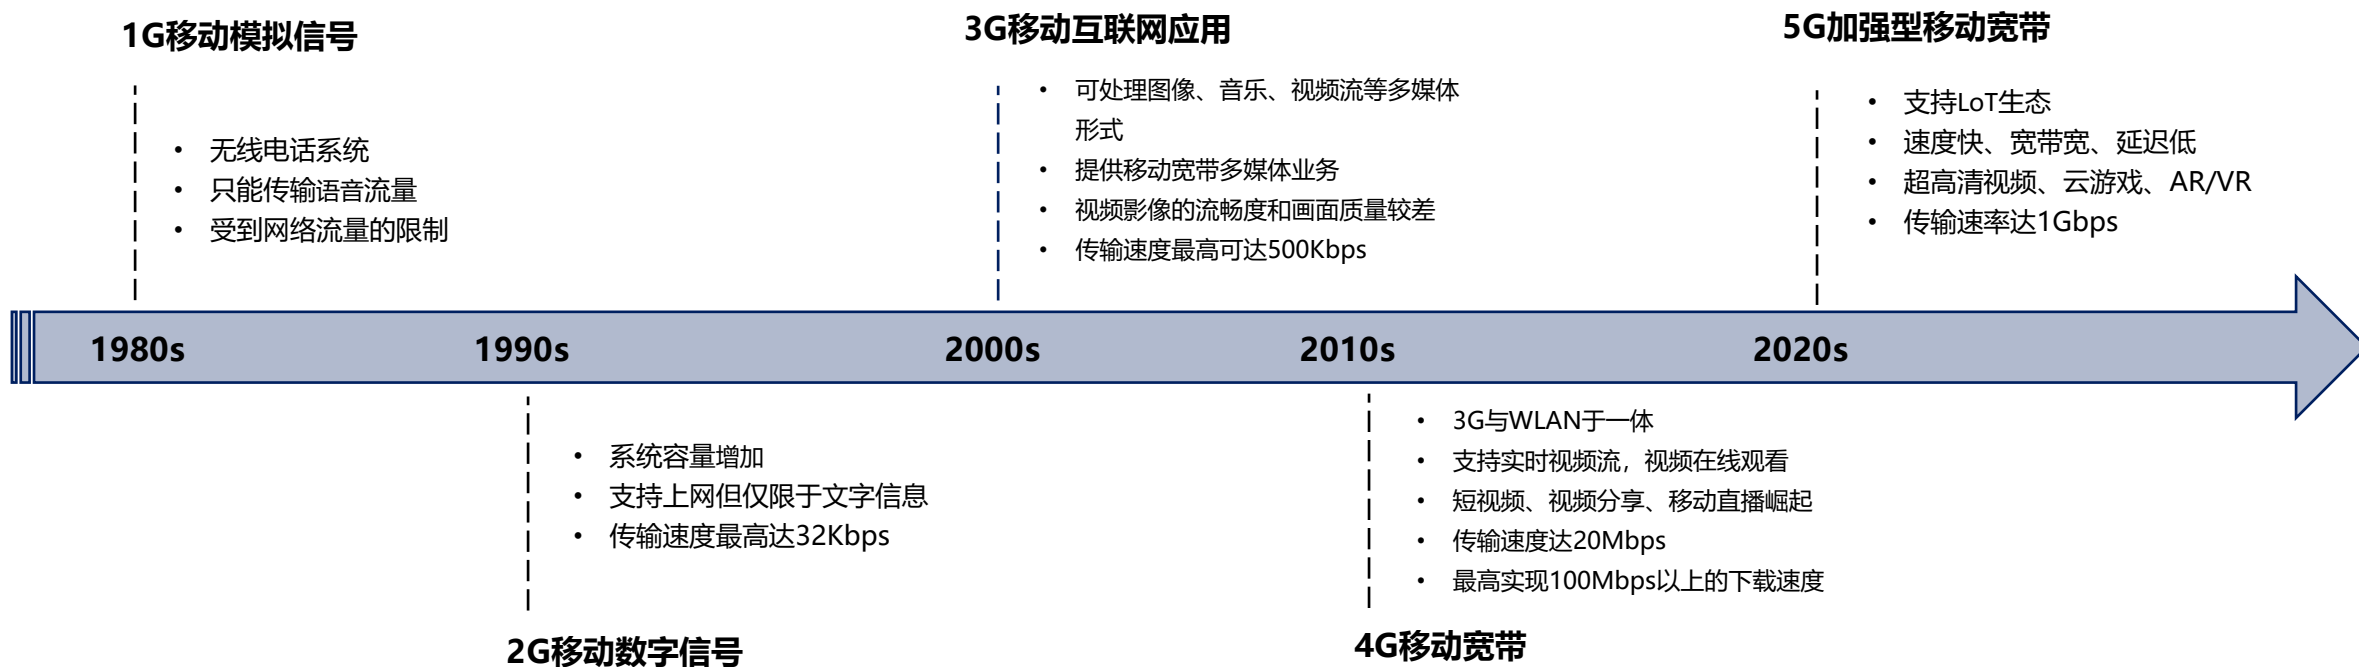 1G移动模拟信号
• 无线电话系统
• 只能传输语音流量
• 受到网络流量的限制
3G移动互联网应用
• 可处理图像、音乐、视频流等多媒体
形式
• 提供移动宽带多媒体业务
• 视频影像的流畅度和画面质量较差
• 传输速度最高可达500Kbps
5G加强型移动宽带
• 支持LoT生态
• 速度快、宽带宽、延迟低
• 超高清视频、云游戏、AR/VR
• 传输速率达1Gbps
1980s
1990s
2000s
2010s
2020s
• 系统容量增加
• 支持上网但仅限于文字信息
• 传输速度最高达32Kbps
2G移动数字信号
• 3G与WLAN于一体
• 支持实时视频流，视频在线观看
• 短视频、视频分享、移动直播崛起
• 传输速度达20Mbps
• 最高实现100Mbps以上的下载速度
4G移动宽带